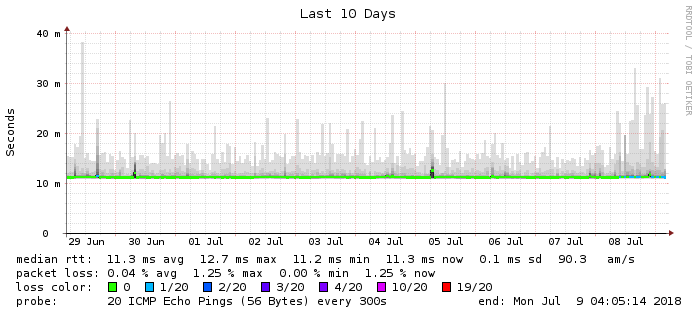 Last 10 Days
RRDTOOL / TOBI OETIKER
Seconds
40 m
30 m
20 m
10 m
0
29 Jun 30 Jun 01 Jul 02 Jul 03 Jul 04 Jul 05 Jul 06 Jul 07 Jul 08 Jul
median rtt: 11.3 ms avg 12.7 ms max 11.2 ms min 11.3 ms now 0.1 ms sd 90.3 am/s
packet loss: 0.04 % avg 1.25 % max 0.00 % min 1.25 % now
loss color: 0 1/20 2/20 3/20 4/20 10/20 19/20
probe: 20 ICMP Echo Pings (56 Bytes) every 300s end: Mon Jul 9 04:05:14 2018